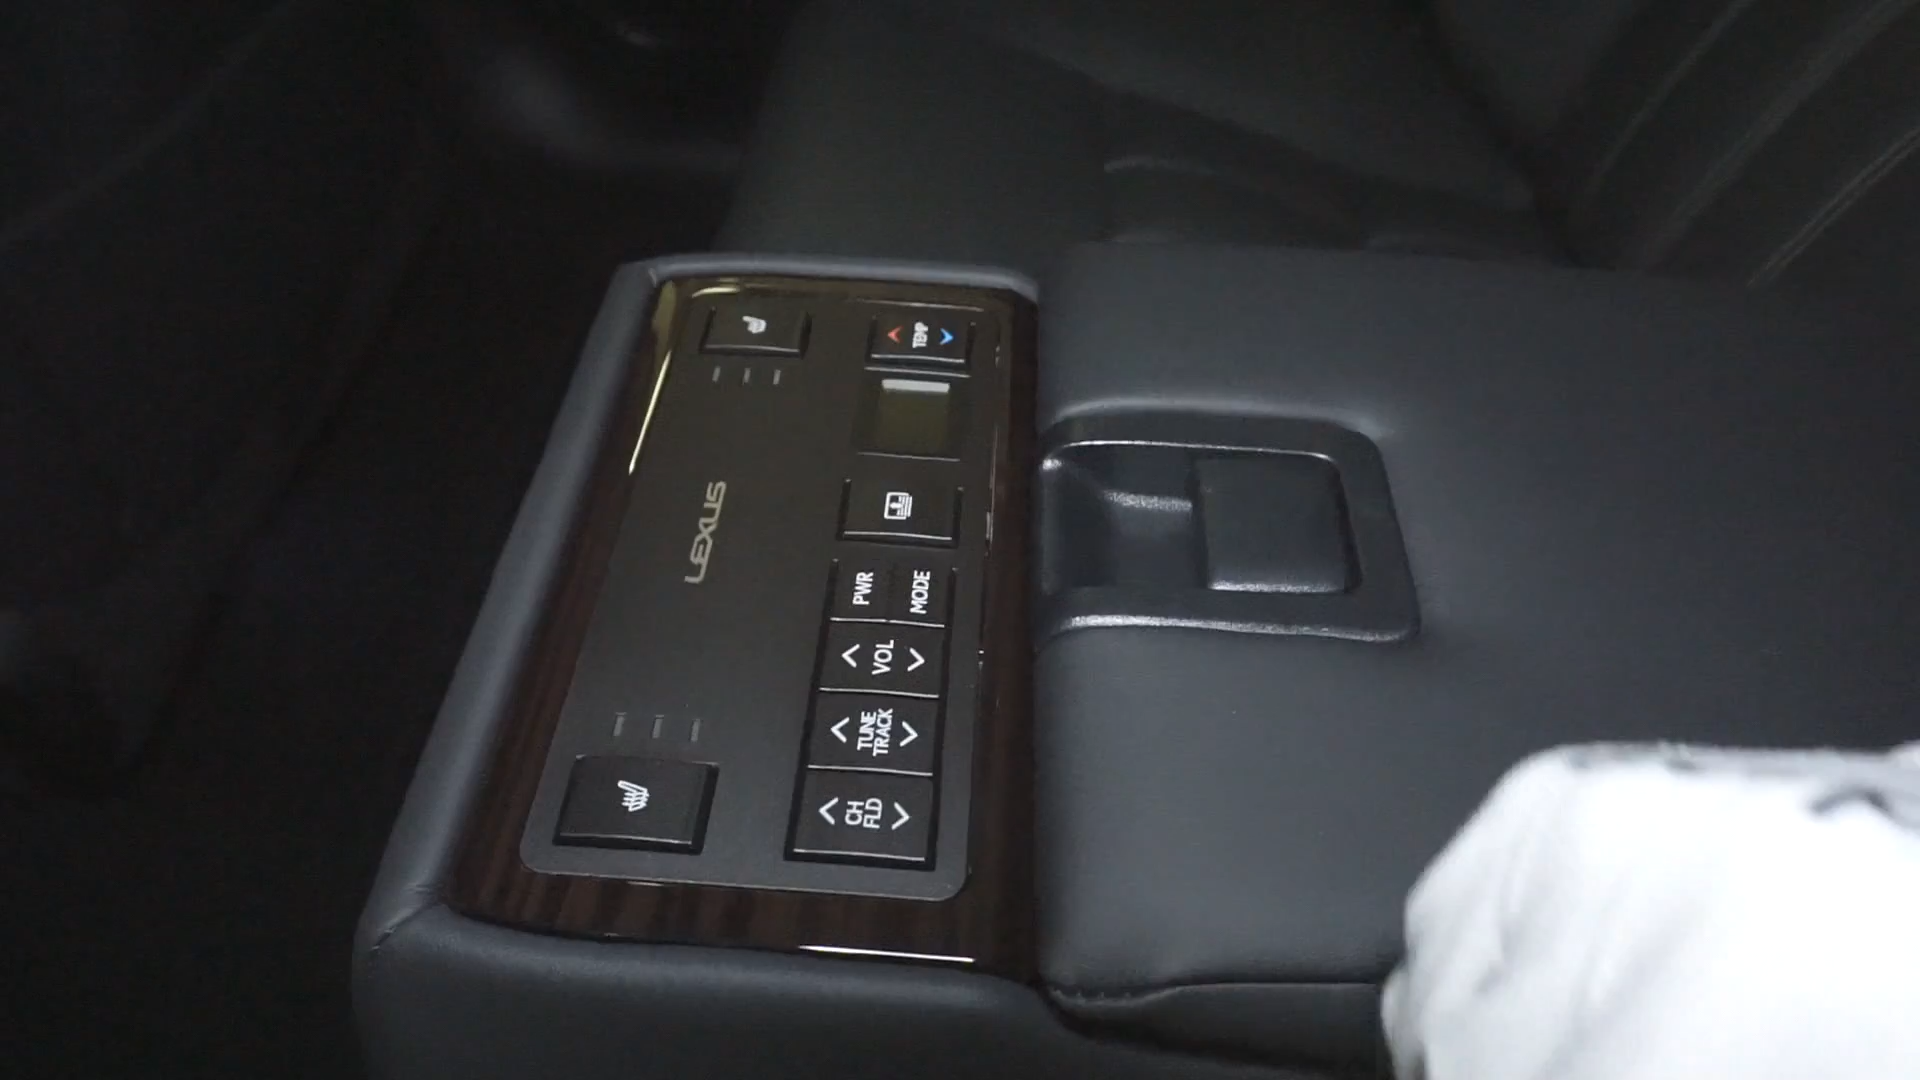 LEXUS
TEMP
PWR
MODE
VOL
TUNE
TRACK
CH
FLD